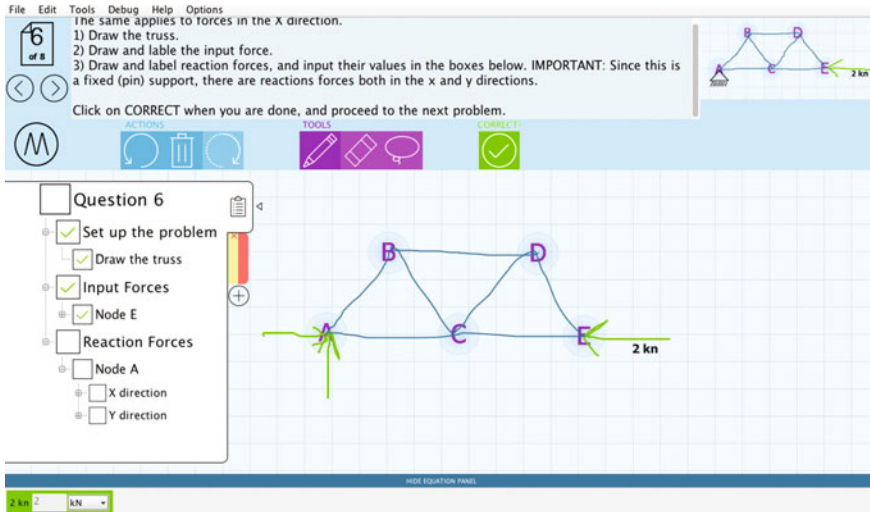 File Edit Tools Debug Help Options
6
of 8
The same applies to forces in the X direction.
1) Draw the truss.
2) Draw and lable the input force.
3) Draw and label reaction forces, and input their values in the boxes below. IMPORTANT: Since this is
a fixed (pin) support, there are reactions forces both in the x and y directions.
Click on CORRECT when you are done, and proceed to the next problem.
B D
A C E
2 kn
ACTIONS
TOOLS
CORRECT
Question 6
Set up the problem
Draw the truss
Input Forces
Node E
Reaction Forces
Node A
X direction
Y direction
B D
A C E
2 kn
HIDE EQUATION PANEL
2 kn 2 kN